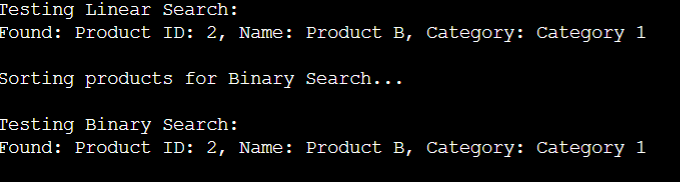 Testing Linear Search:
Found: Product ID: 2, Name: Product B, Category: Category 1
Sorting products for Binary Search...
Testing Binary Search:
Found: Product ID: 2, Name: Product B, Category: Category 1